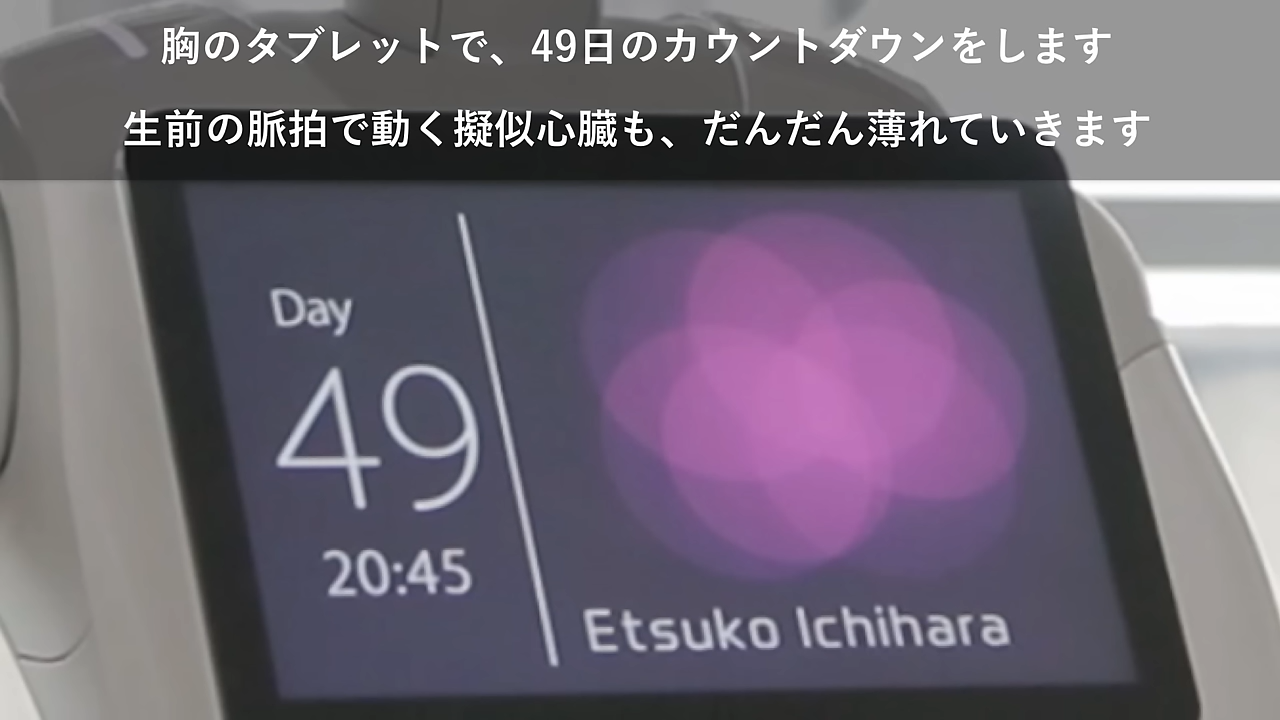 胸のタブレットで、49日のカウントダウンをします
生前の脈拍で動く擬似心臓も、だんだん薄れていきます
Day
49
20:45
Etsuko Ichihara